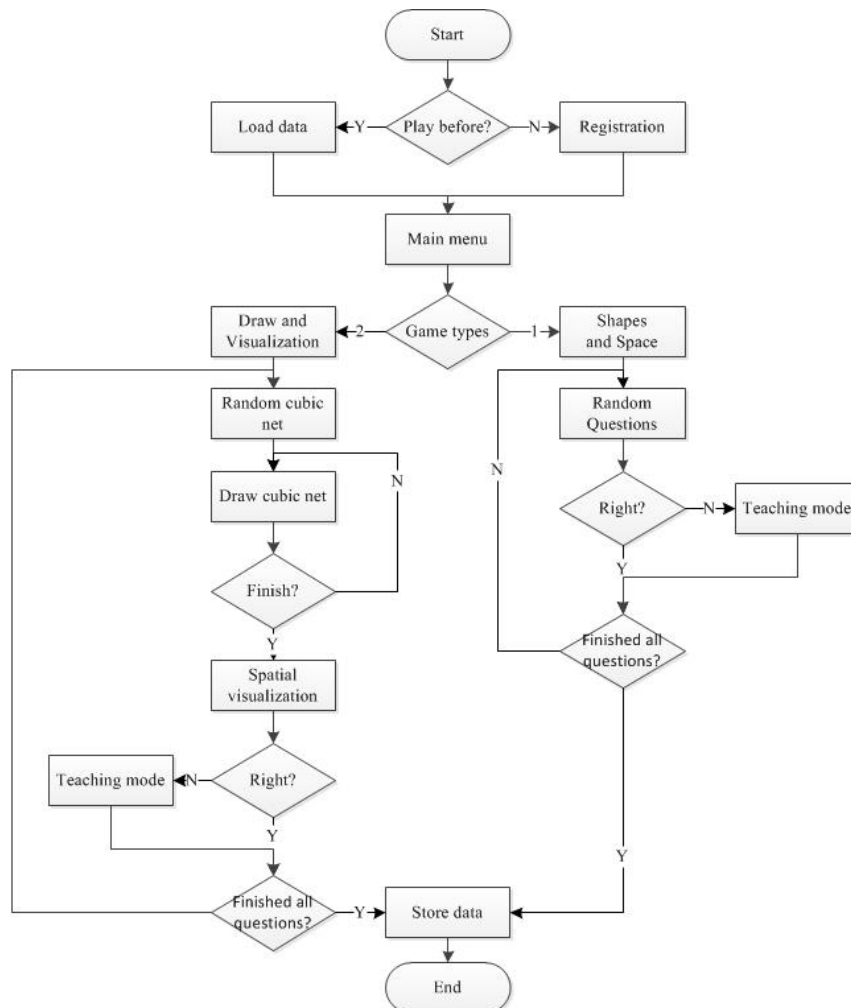 Start
Load data
Y
Play before?
N
Registration
Main menu
Draw and
Visualization
2
Game types
1
Shapes
and Space
Random cubic
net
Random
Questions
N
N
Draw cubic net
Right?
N
Teaching mode
Y
Finish?
Y
Finished all
questions?
Spatial
visualization
Teaching mode
N
Right?
Y
Y
Finished all
questions?
Y
Store data
End